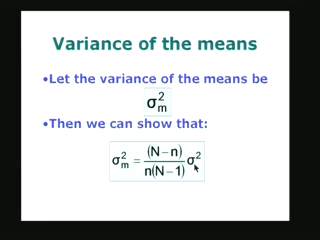 Variance of the means
•Let the variance of the means be
σ²ₘ
•Then we can show that:
σ²ₘ = (N−n) / n(N−1) σ²